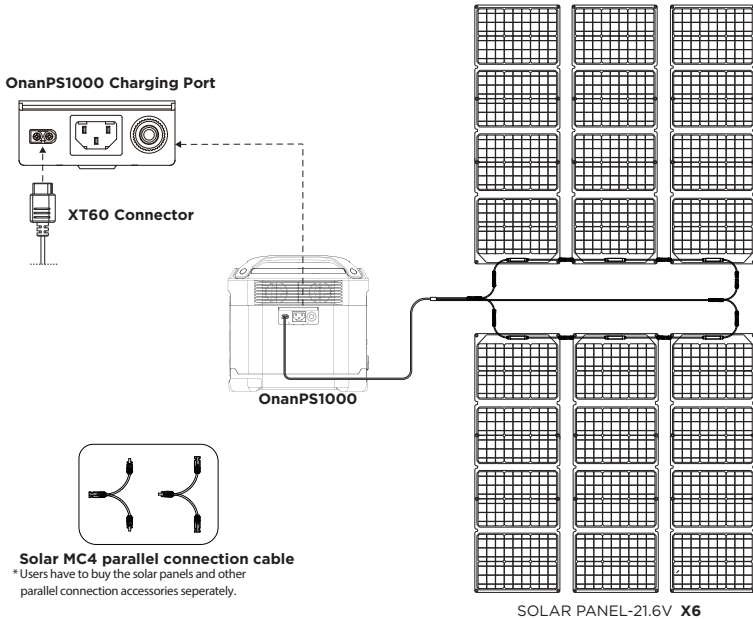 OnanPS1000 Charging Port
XT60 Connector
OnanPS1000
Solar MC4 parallel connection cable
* Users have to buy the solar panels and other
parallel connection accessories seperately.
SOLAR PANEL-21.6V X6